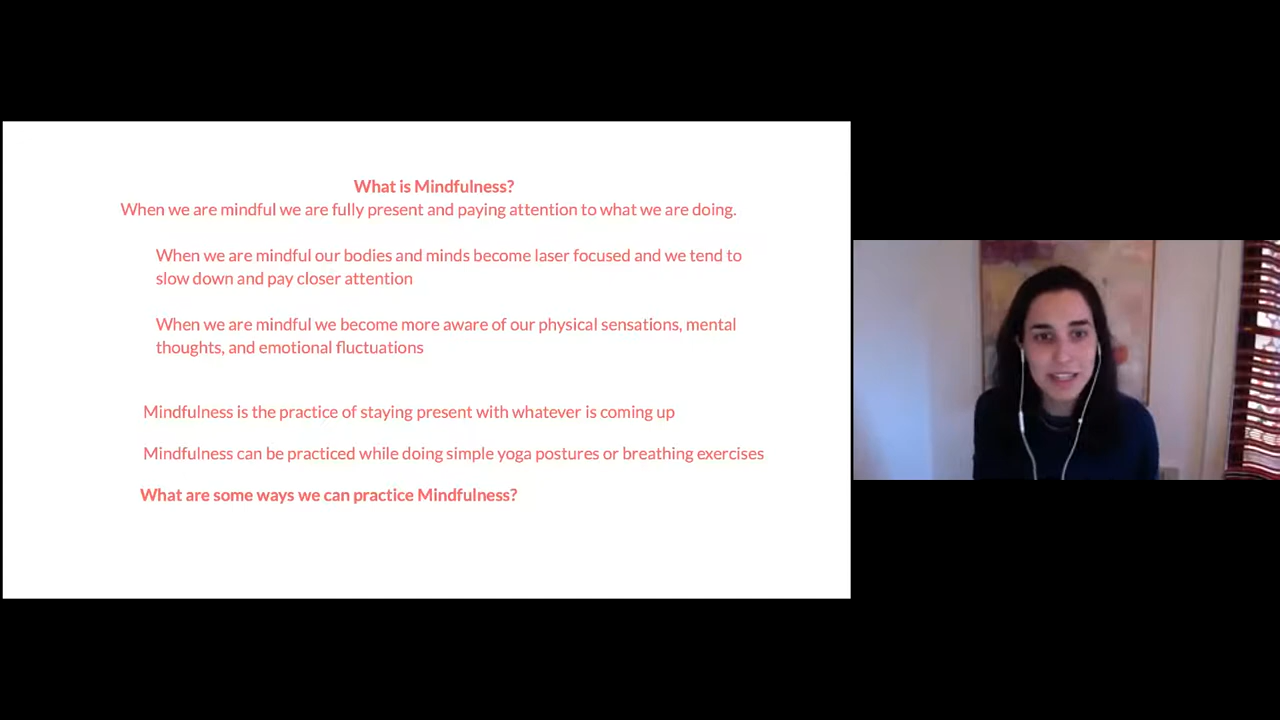 What is Mindfulness?
When we are mindful we are fully present and paying attention to what we are doing.
When we are mindful our bodies and minds become laser focused and we tend to
slow down and pay closer attention
When we are mindful we become more aware of our physical sensations, mental
thoughts, and emotional fluctuations
Mindfulness is the practice of staying present with whatever is coming up
Mindfulness can be practiced while doing simple yoga postures or breathing exercises
What are some ways we can practice Mindfulness?